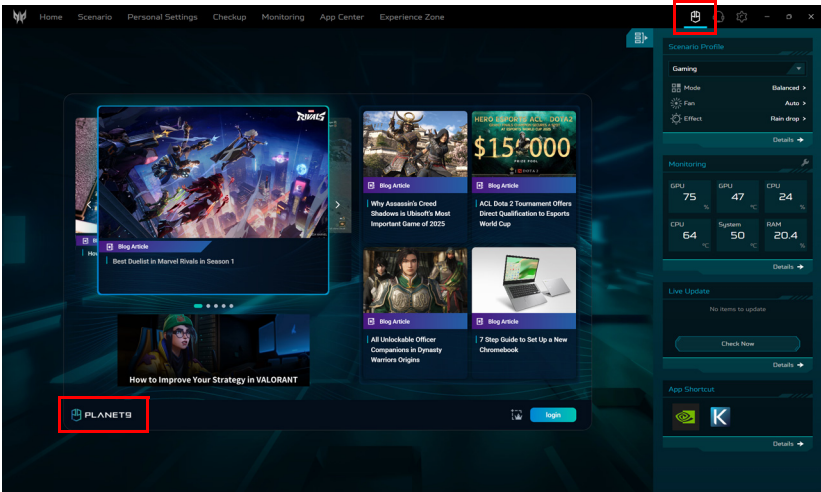 Home Scenario Personal Settings Checkup Monitoring App Center Experience Zone
RIVALS
Blog Article
Best Duelist in Marvel Rivals in Season 1
How to Improve Your Strategy in VALORANT
Blog Article
Why Assassin's Creed
Shadows is Ubisoft's Most
Important Game of 2025
HERO ESPORTS ACL DOTA2
$15 000
PRIZE POOL
Blog Article
ACL Dota 2 Tournament Offers
Direct Qualification to Esports
World Cup
Blog Article
All Unlockable Officer
Companions in Dynasty
Warriors Origins
Blog Article
7 Step Guide to Set Up a New
Chromebook
PLANET9
login
Scenario Profile
Gaming
Mode Balanced >
Fan Auto >
Effect Rain drop >
Details
Monitoring
GPU GPU CPU
75 % 47 °C 24 %
CPU System RAM
64 °C 50 °C 20.4 %
Details
Live Update
No items to update
Check Now
Details
App Shortcut
K
Details